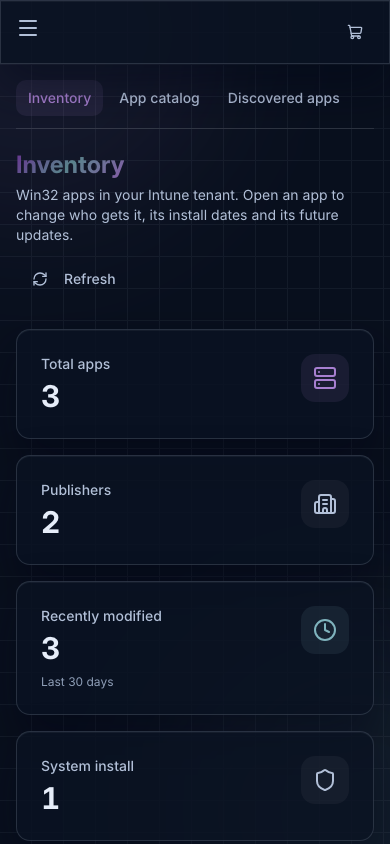 Inventory
App catalog
Discovered apps
Inventory
Win32 apps in your Intune tenant. Open an app to
change who gets it, its install dates and its future
updates.
Refresh
Total apps
3
Publishers
2
Recently modified
3
Last 30 days
System install
1